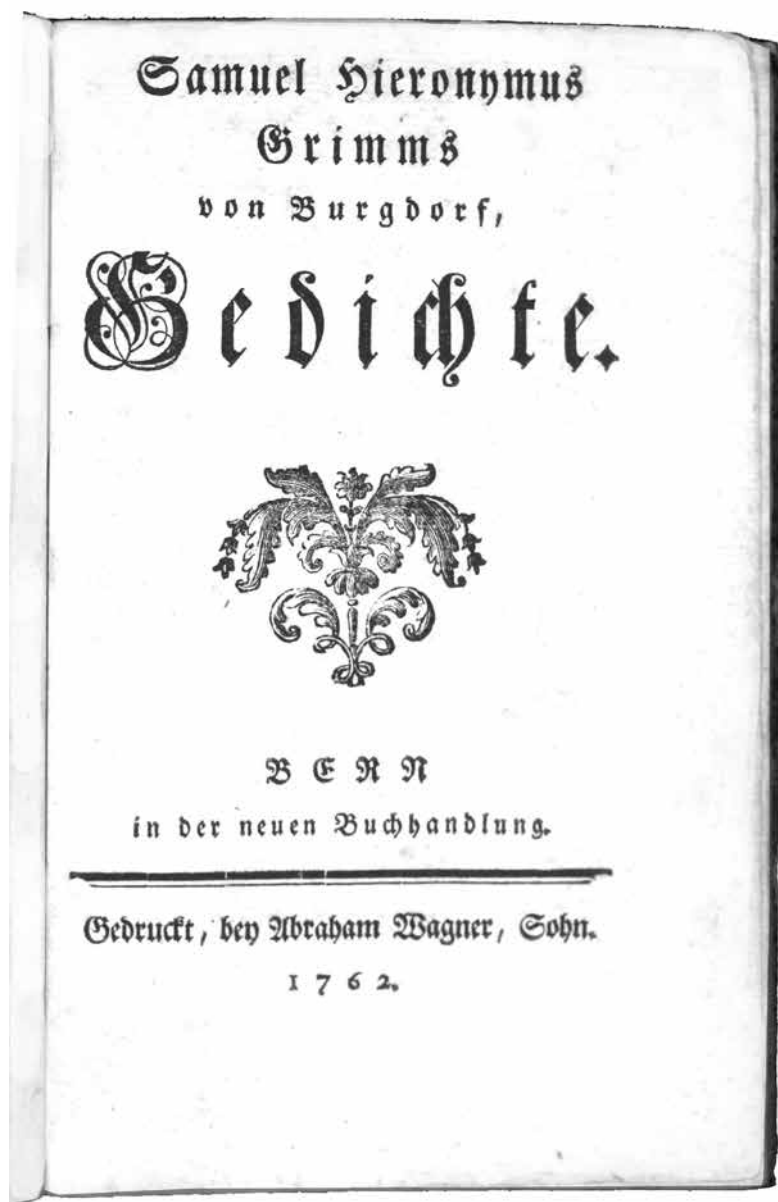 Samuel Hieronymus
Grimms
von Burgdorf,
Gedichte.
BERN
in der neuen Buchhandlung.
Gedruckt, bey Abraham Wagner, Sohn.
1762.